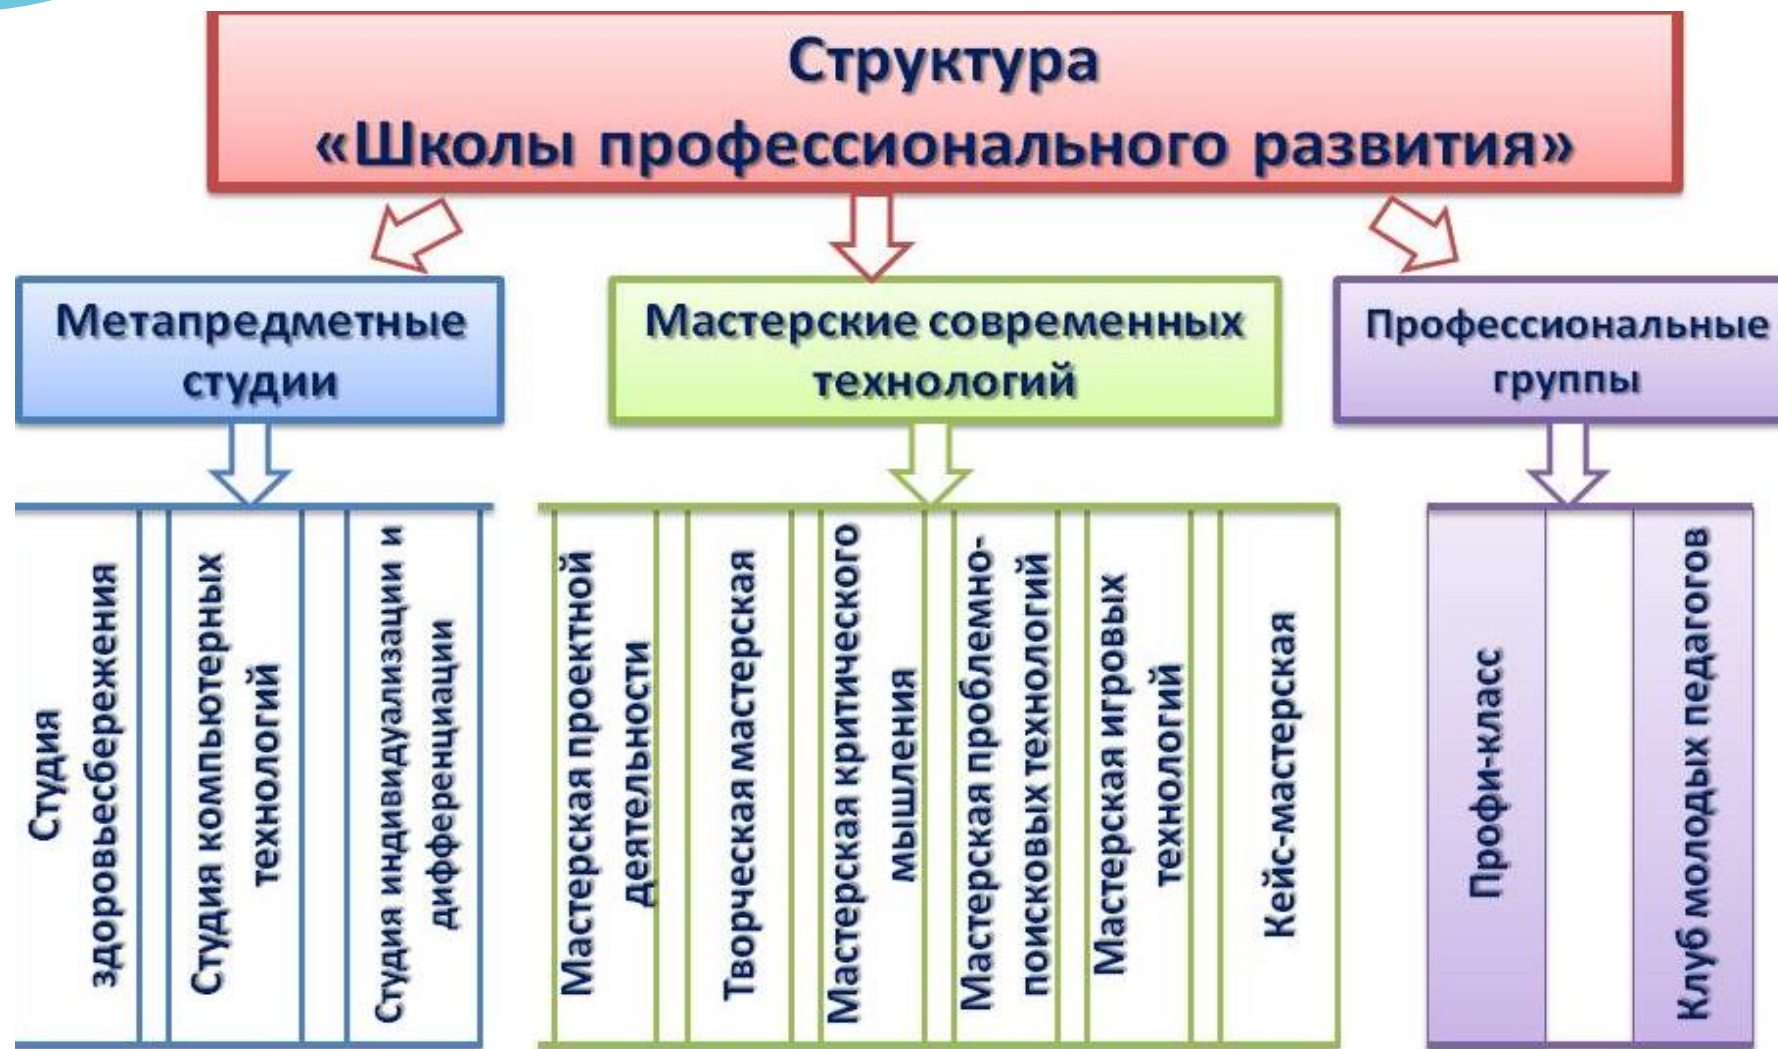 Структура
«Школы профессионального развития»
Метапредметные
студии
Мастерские современных
технологий
Профессиональные
группы
Студия
здоровьесбережения
Студия компьютерных
технологий
Студия индивидуализации и
дифференциации
Мастерская проектной
деятельности
Творческая мастерская
Мастерская критического
мышления
Мастерская проблемно-
поисковых технологий
Мастерская игровых
технологий
Кейс-мастерская
Профи-класс
Клуб молодых педагогов